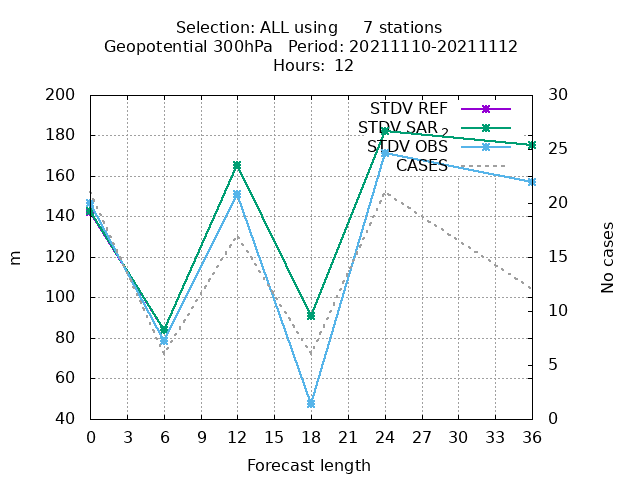 Selection: ALL using     7 stations
Geopotential 300hPa   Period: 20211110-20211112
Hours:  12
200 30
STDV REF
180 STDV SAR 2 25
STDV OBS
160 CASES
140 20
120 15
m No cases
100 10
80
60 5
40 0
0 3 6 9 12 15 18 21 24 27 30 33 36
Forecast length